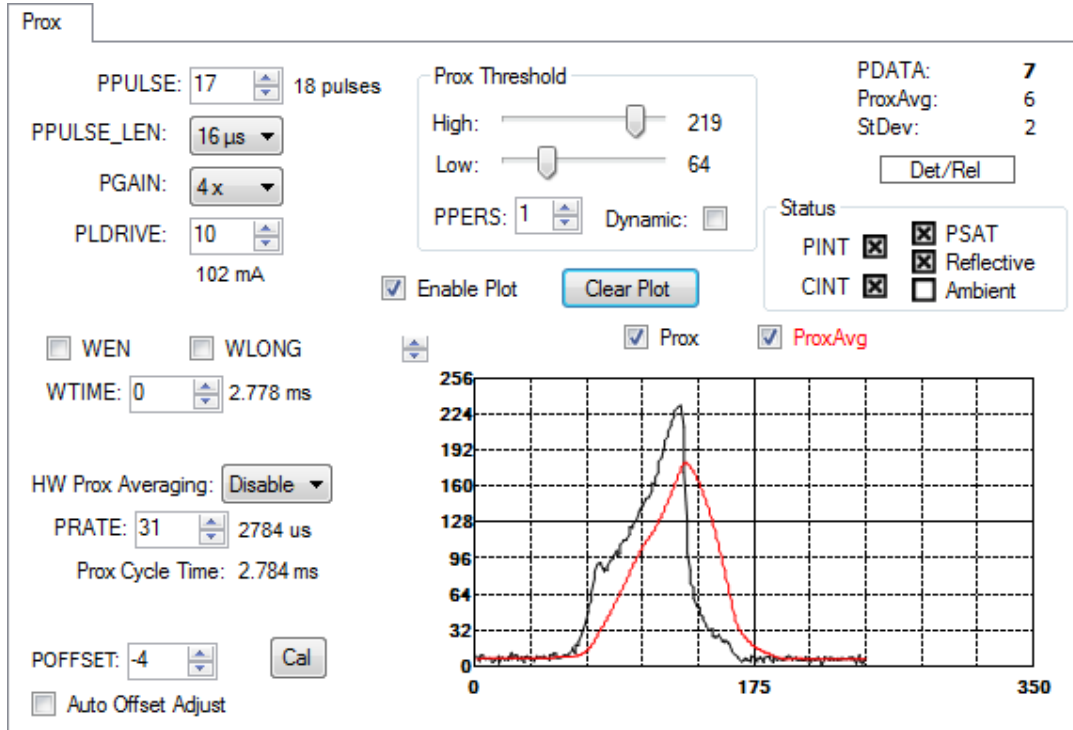 Prox
PPULSE: 17 18 pulses
PPULSE_LEN: 16 µs
PGAIN: 4 x
PLDRIVE: 10
102 mA
Prox Threshold
High: 219
Low: 64
PPERS: 1 Dynamic:
PDATA: 7
ProxAvg: 6
StDev: 2
Det/Rel
Status
PINT
CINT
PSAT
Reflective
Ambient
Enable Plot
Clear Plot
WEN WLONG
WTIME: 0 2.778 ms
HW Prox Averaging: Disable
PRATE: 31 2784 us
Prox Cycle Time: 2.784 ms
POFFSET: -4 Cal
Auto Offset Adjust
Prox ProxAvg
256
224
192
160
128
96
64
32
0
0 175 350